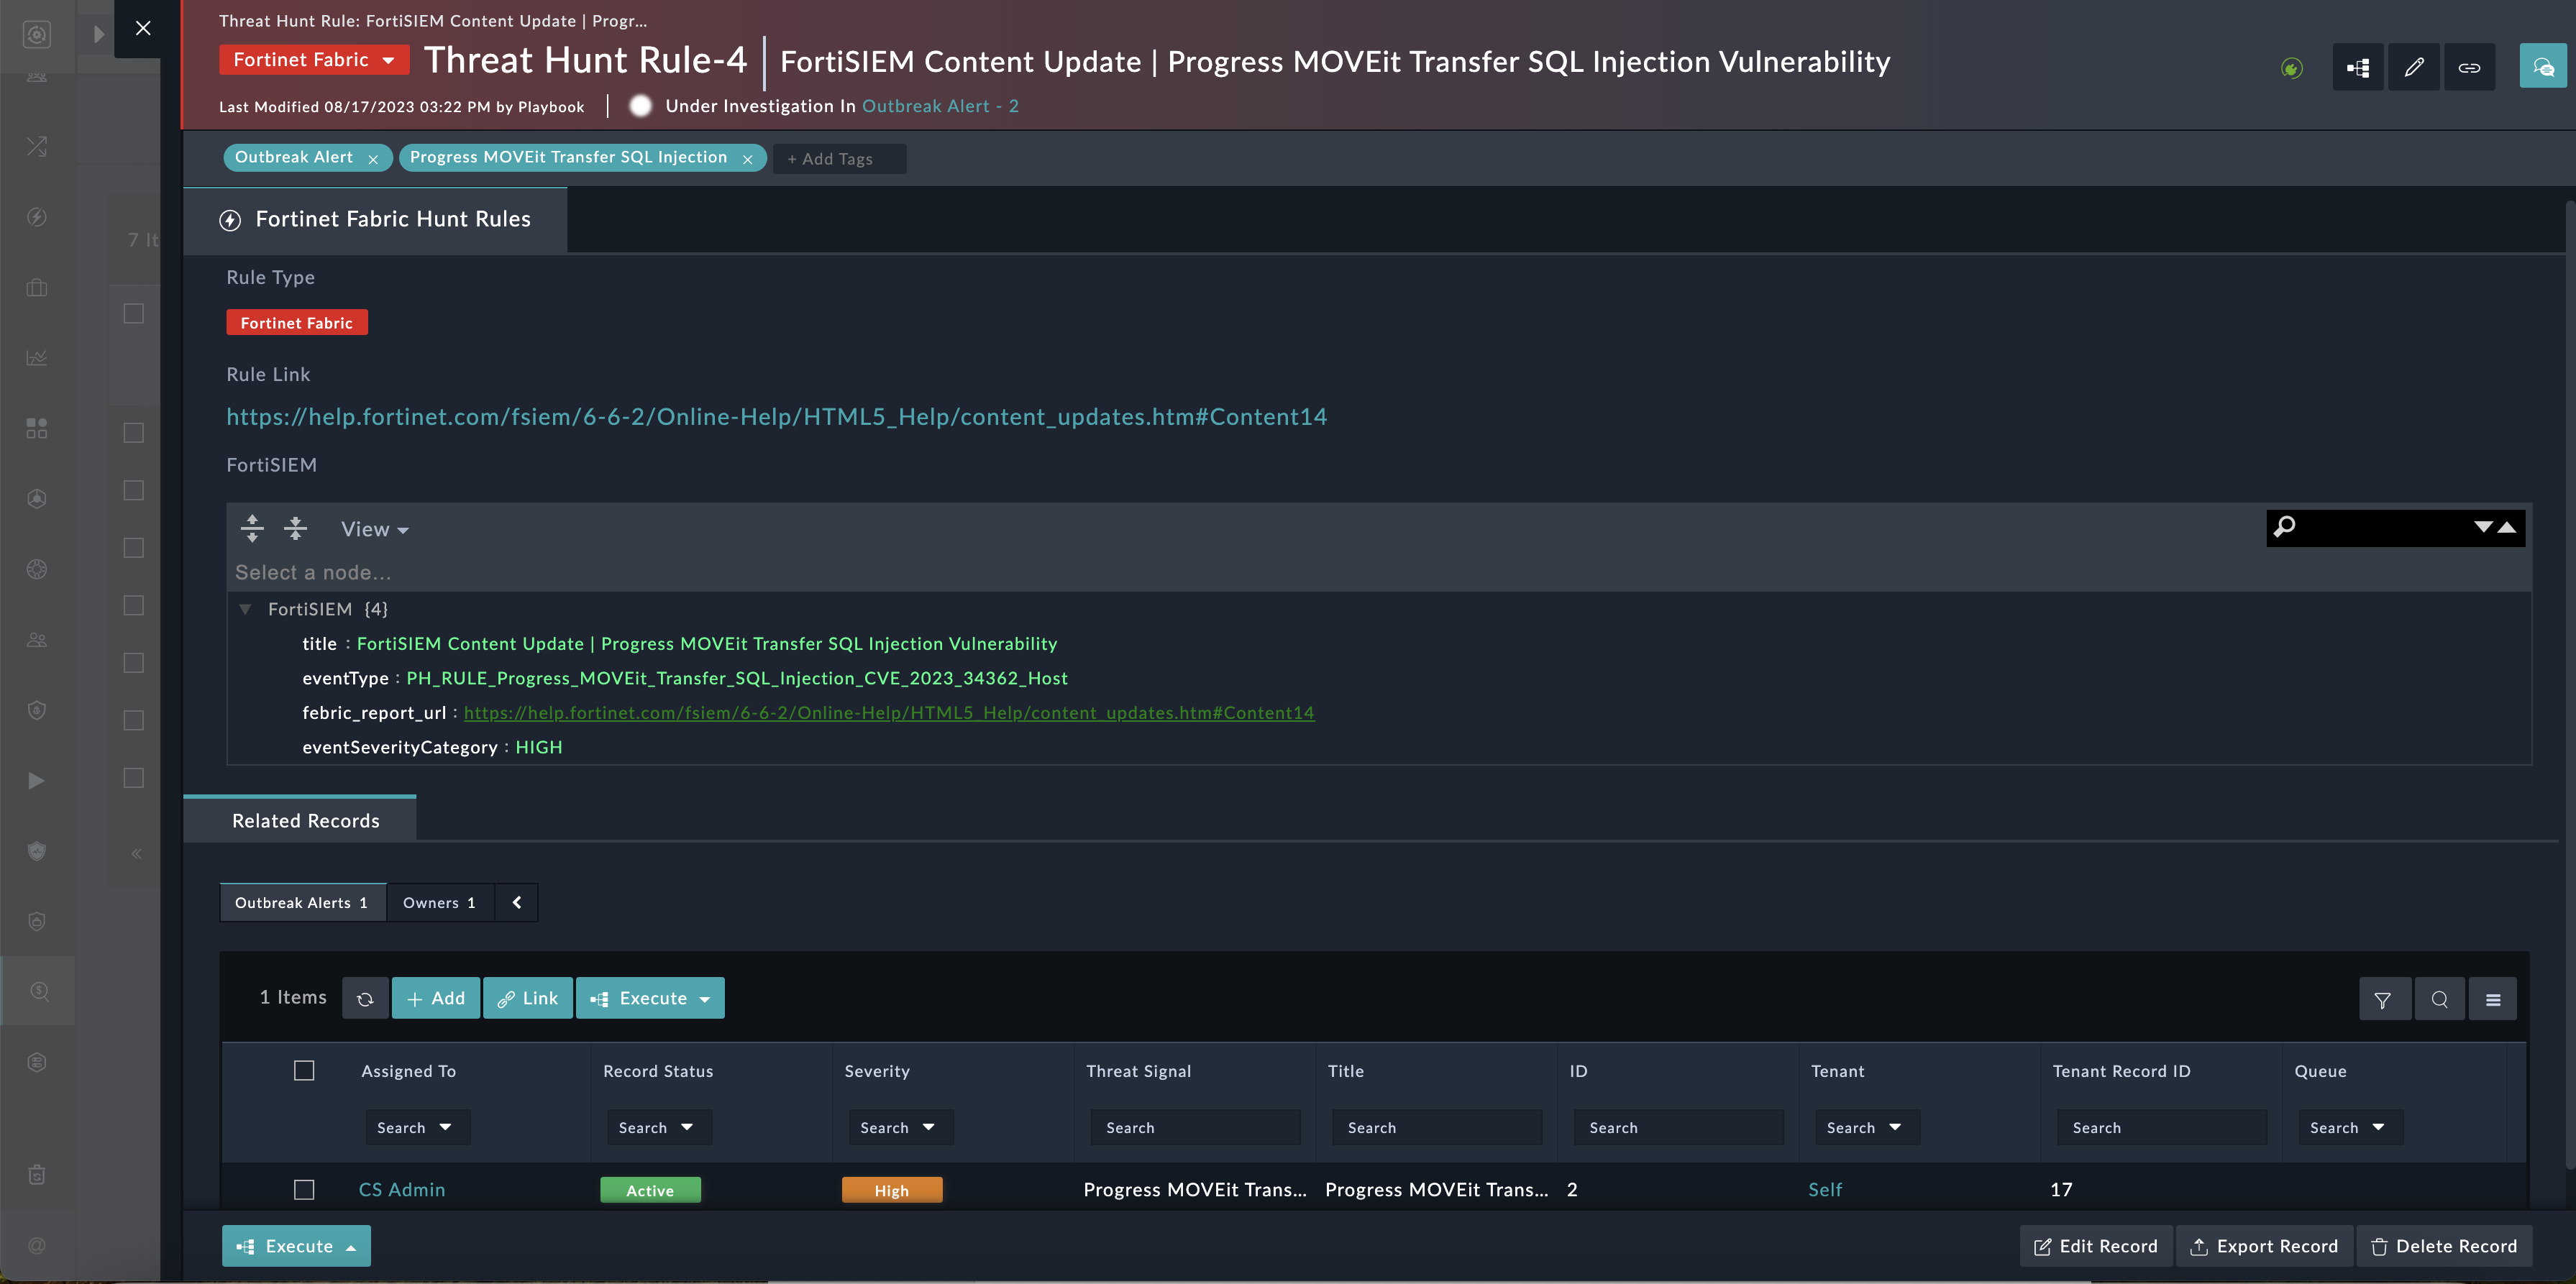 Threat Hunt Rule: FortiSIEM Content Update | Progr...
Fortinet Fabric
Threat Hunt Rule-4
FortiSIEM Content Update | Progress MOVEit Transfer SQL Injection Vulnerability
Last Modified 08/17/2023 03:22 PM by Playbook
Under Investigation In Outbreak Alert - 2
Outbreak Alert
Progress MOVEit Transfer SQL Injection
+ Add Tags
Fortinet Fabric Hunt Rules
7 It
Rule Type
Fortinet Fabric
Rule Link
https://help.fortinet.com/fsiem/6-6-2/Online-Help/HTML5_Help/content_updates.htm#Content14
FortiSIEM
View
Select a node...
FortiSIEM {4}
title : FortiSIEM Content Update | Progress MOVEit Transfer SQL Injection Vulnerability
eventType : PH_RULE_Progress_MOVEit_Transfer_SQL_Injection_CVE_2023_34362_Host
febric_report_url : https://help.fortinet.com/fsiem/6-6-2/Online-Help/HTML5_Help/content_updates.htm#Content14
eventSeverityCategory : HIGH
Related Records
Outbreak Alerts 1
Owners 1
1 Items
+ Add
Link
Execute
Assigned To Record Status Severity Threat Signal Title ID Tenant Tenant Record ID Queue
Search Search Search Search Search Search Search Search Search
CS Admin Active High Progress MOVEit Trans... Progress MOVEit Trans... 2 Self 17
Execute
Edit Record
Export Record
Delete Record